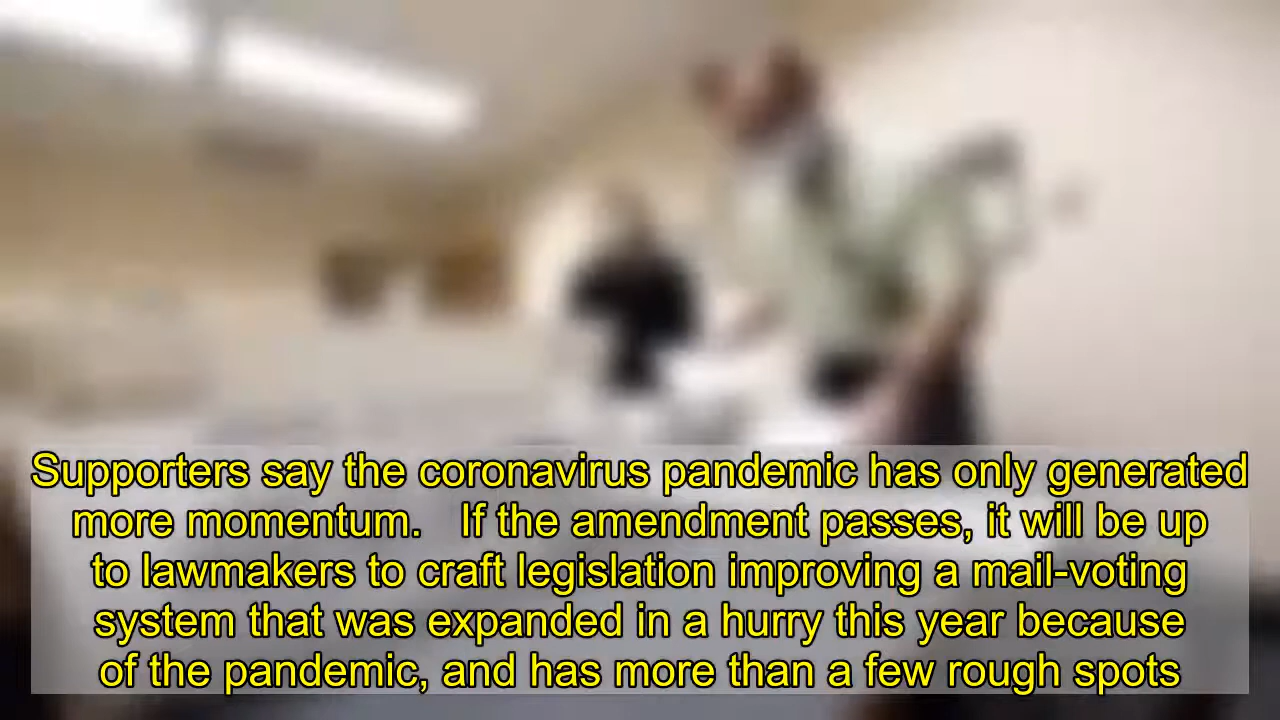 Supporters say the coronavirus pandemic has only generated
more momentum.   If the amendment passes, it will be up
to lawmakers to craft legislation improving a mail-voting
system that was expanded in a hurry this year because
of the pandemic, and has more than a few rough spots